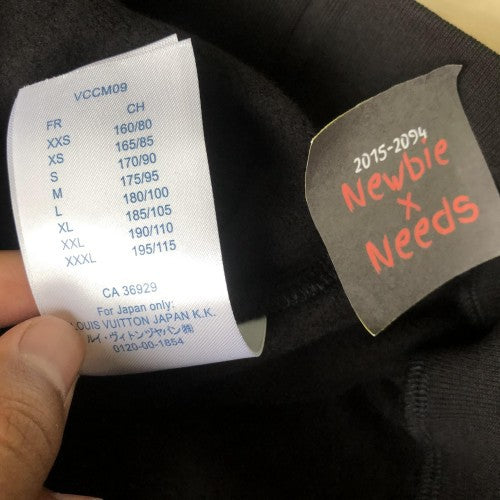 VCCM09
FR CH
XXS 160/80
XS 165/85
S 170/90
M 175/95
L 180/100
XL 185/105
XXL 190/110
XXXL 195/115
CA 36929
For Japan only:
LOUIS VUITTON JAPAN K.K.
ルイ・ヴィトンジャパン㈱
0120-00-1854
2015-2094
Newbie
x
Needs